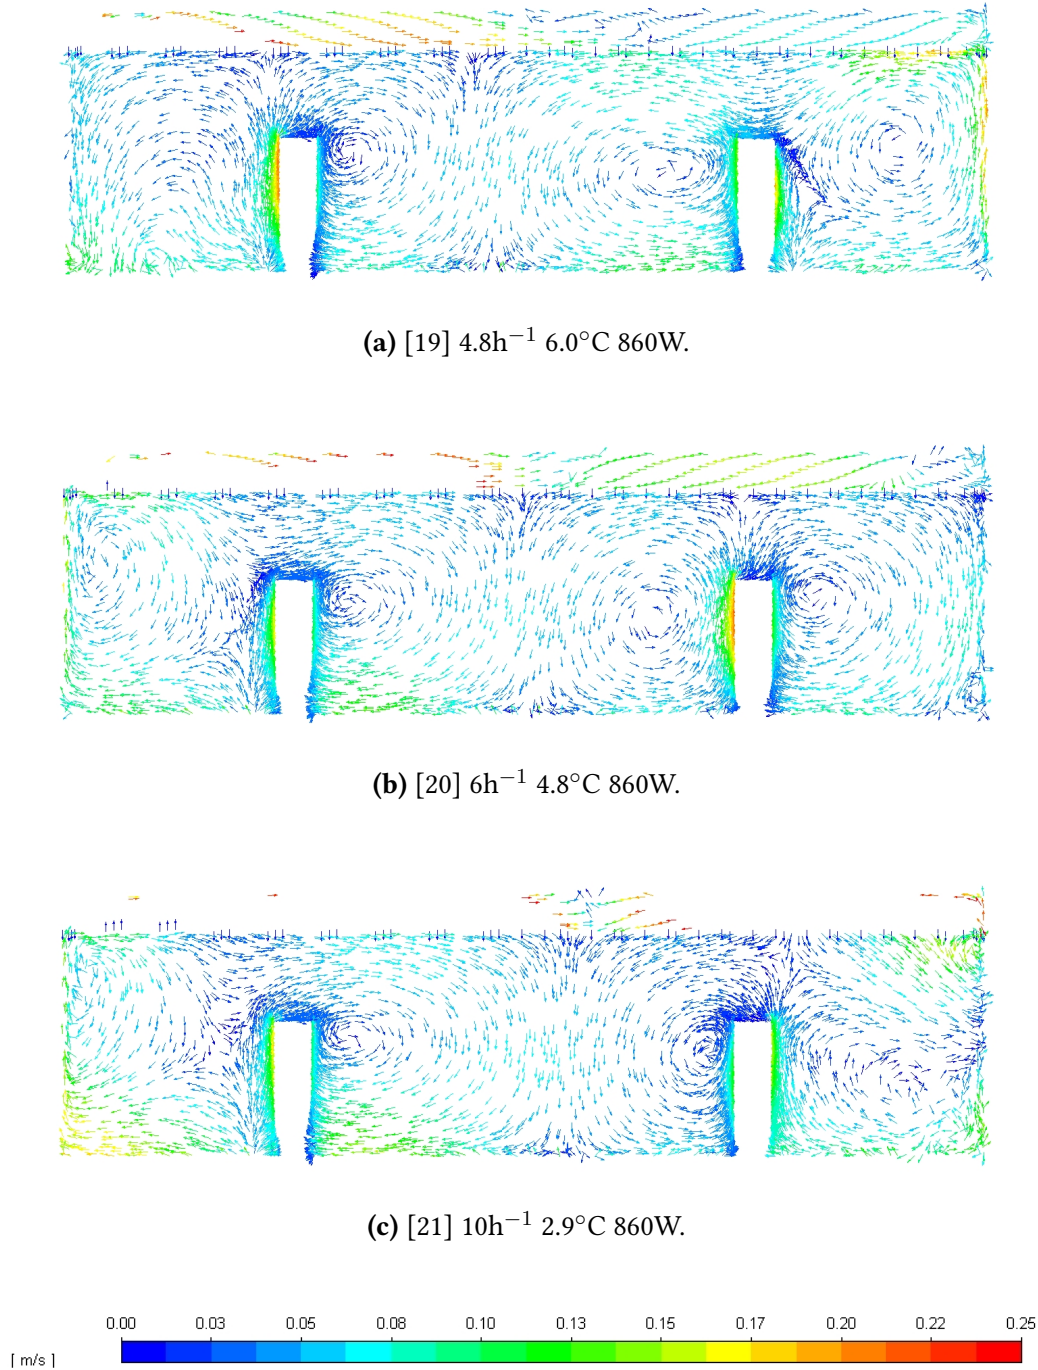 (a) [19] 4.8h⁻¹ 6.0°C 860W.
(b) [20] 6h⁻¹ 4.8°C 860W.
(c) [21] 10h⁻¹ 2.9°C 860W.
0.00 0.03 0.05 0.08 0.10 0.13 0.15 0.17 0.20 0.22 0.25
[ m/s ]